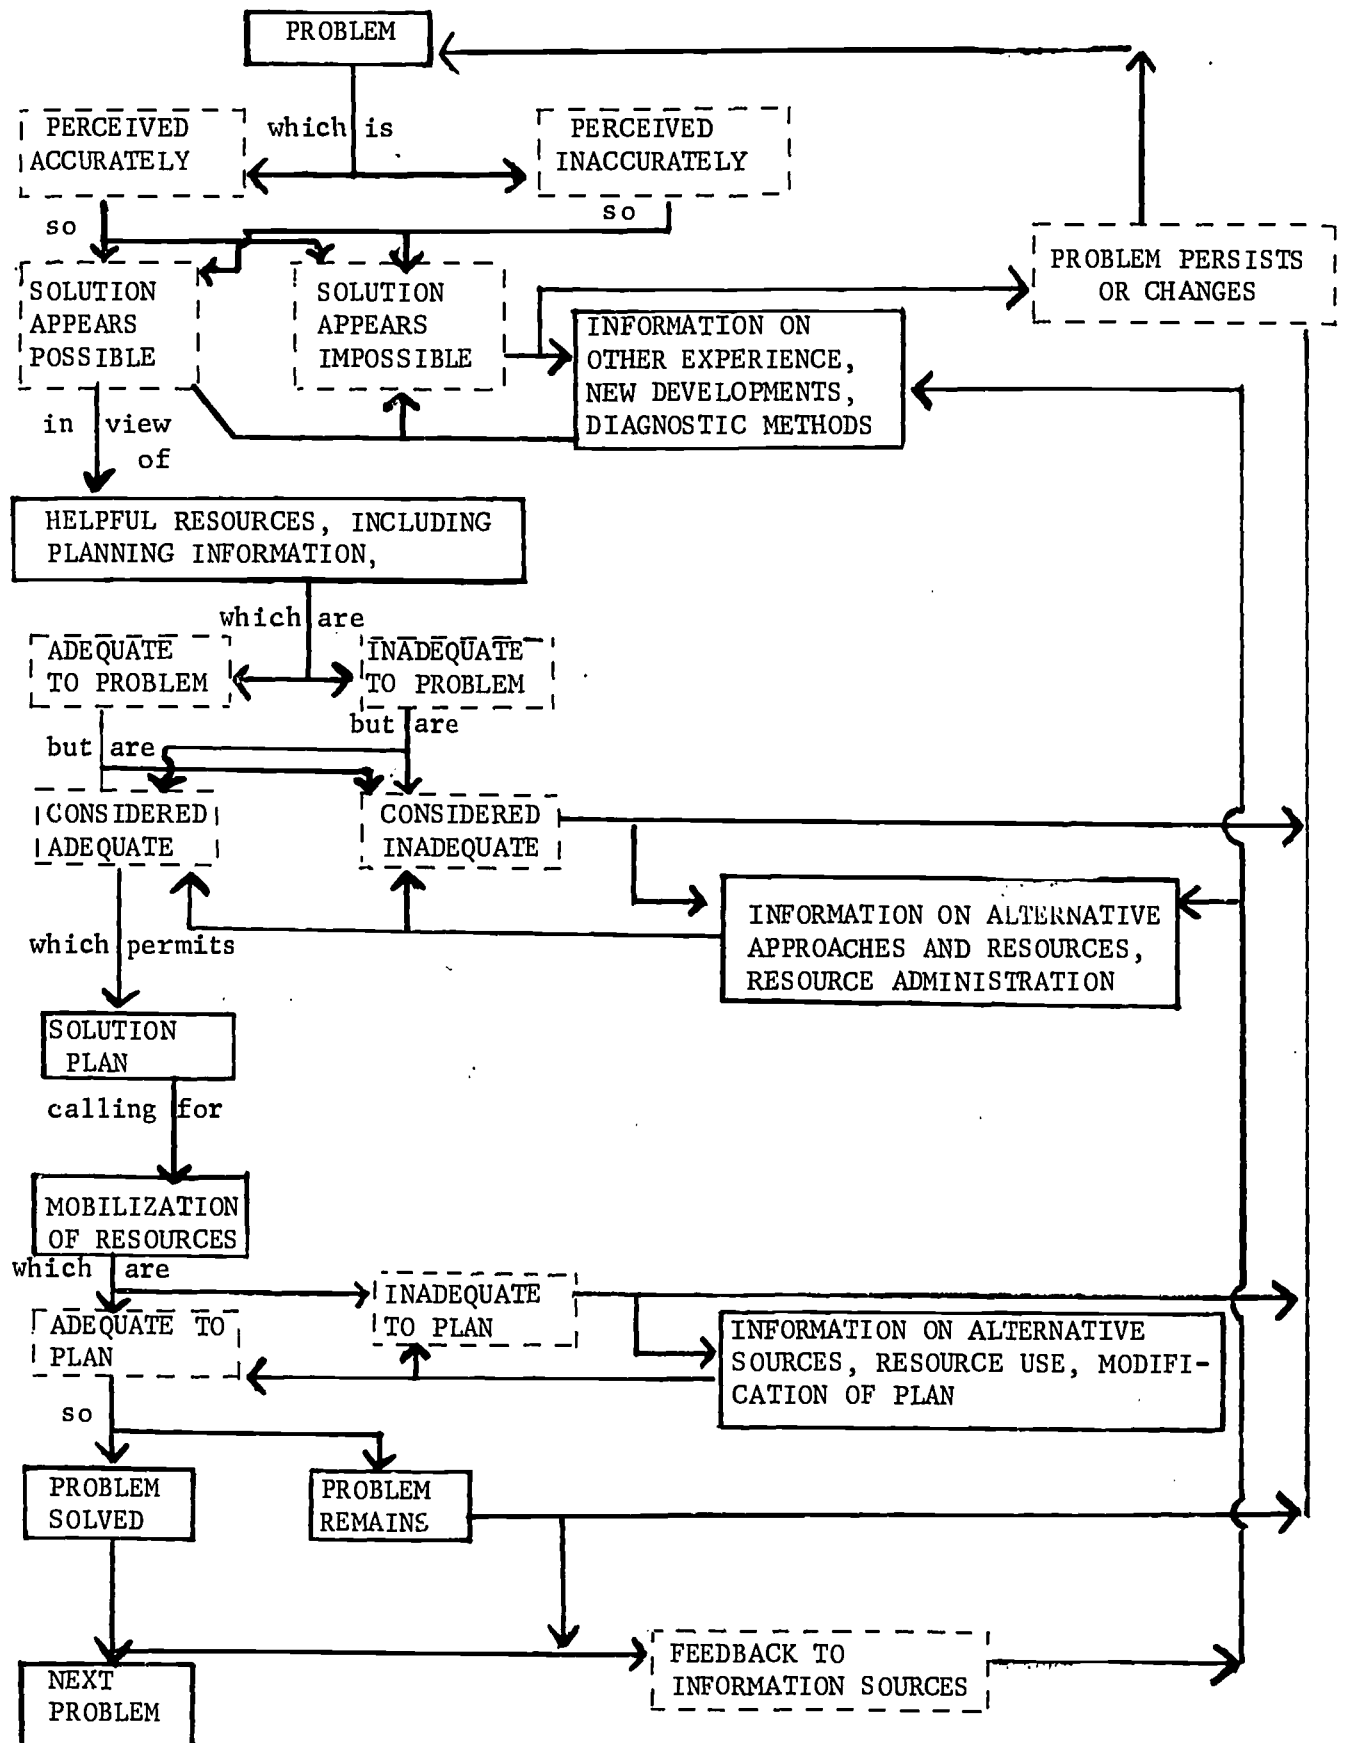 PROBLEM
which is
PERCEIVED
ACCURATELY
PERCEIVED
INACCURATELY
so
so
SOLUTION
APPEARS
POSSIBLE
SOLUTION
APPEARS
IMPOSSIBLE
PROBLEM PERSISTS
OR CHANGES
INFORMATION ON
OTHER EXPERIENCE,
NEW DEVELOPMENTS,
DIAGNOSTIC METHODS
in view
of
HELPFUL RESOURCES, INCLUDING
PLANNING INFORMATION,
which are
ADEQUATE
TO PROBLEM
INADEQUATE
TO PROBLEM
but are
but are
CONSIDERED
ADEQUATE
CONSIDERED
INADEQUATE
INFORMATION ON ALTERNATIVE
APPROACHES AND RESOURCES,
RESOURCE ADMINISTRATION
which permits
SOLUTION
PLAN
calling for
MOBILIZATION
OF RESOURCES
which are
INADEQUATE
TO PLAN
ADEQUATE TO
PLAN
INFORMATION ON ALTERNATIVE
SOURCES, RESOURCE USE, MODIFI-
CATION OF PLAN
so
PROBLEM
SOLVED
PROBLEM
REMAINS
FEEDBACK TO
INFORMATION SOURCES
NEXT
PROBLEM